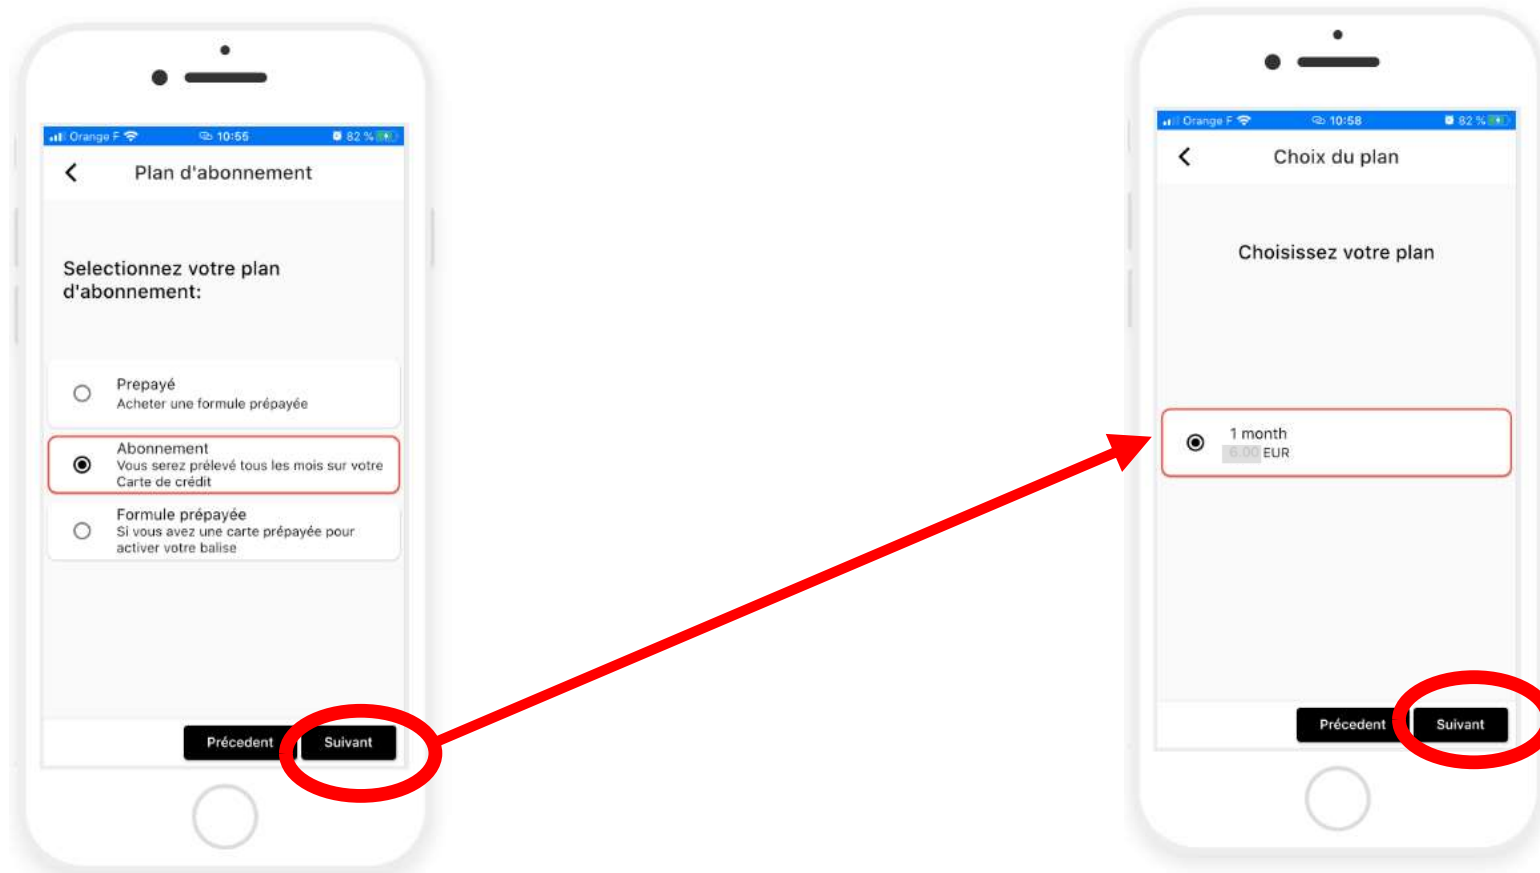 Orange F 10:55 82 %
Plan d'abonnement
Selectionnez votre plan
d'abonnement:
Prepayé
Acheter une formule prépayée
Abonnement
Vous serez prélevé tous les mois sur votre
Carte de crédit
Formule prépayée
Si vous avez une carte prépayée pour
activer votre balise
Précedent Suivant
Orange F 10:58 82 %
Choix du plan
Choisissez votre plan
1 month
6.00 EUR
Précedent Suivant